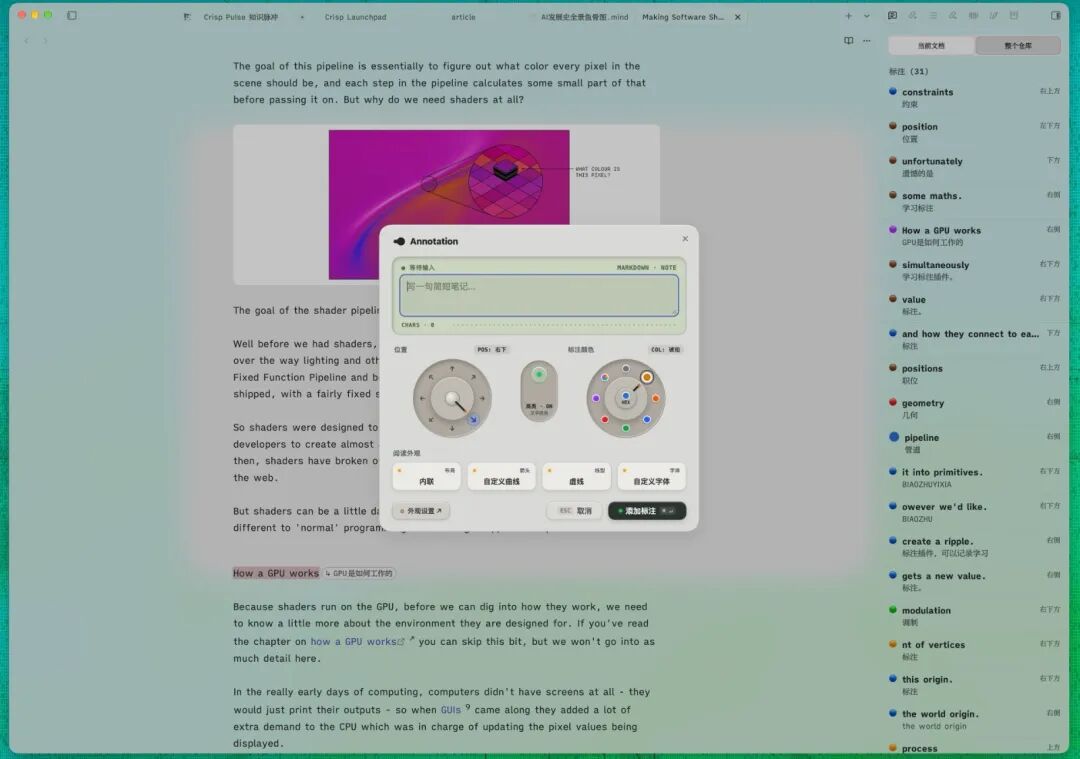 Crisp Pulse 知识脉冲
Crisp Launchpad
article
AI发展史全景鱼骨图.mind
Making Software Sh...
The goal of this pipeline is essentially to figure out what color every pixel in the
scene should be, and each step in the pipeline calculates some small part of that
before passing it on. But why do we need shaders at all?
WHAT COLOUR IS
THIS PIXEL?
The goal of the shader pipelin
Well before we had shaders,
over the way lighting and oth
Fixed Function Pipeline and b
shipped, with a fairly fixed s
So shaders were designed to
developers to create almost
then, shaders have broken o
the web.
But shaders can be a little da
different to 'normal' program
How a GPU works
↳ GPU是如何工作的
Because shaders run on the GPU, before we can dig into how they work, we need
to know a little more about the environment they are designed for. If you've read
the chapter on how a GPU works you can skip this bit, but we won't go into as
much detail here.
In the really early days of computing, computers didn't have screens at all - they
would just print their outputs - so when GUIs 9 came along they added a lot of
extra demand to the CPU which was in charge of updating the pixel values being
displayed.
Annotation
等待输入
MARKDOWN · NOTE
写一句简短笔记...
CHARS · 0
位置
POS: 右下
标注颜色
COL: 琥珀
高亮 · ON
HEX
阅读外观
布局
内联
箭头
自定义曲线
线型
虚线
字体
自定义字体
外观设置 ↗
ESC 取消
添加标注 ⌘ ↵
当前文档
整个仓库
标注 (31)
constraints 右上方
约束
position 左下方
位置
unfortunately 下方
遗憾的是
some maths. 右侧
学习标注
How a GPU works 右侧
GPU是如何工作的
simultaneously 右下方
学习标注插件。
value 右下方
标注。
and how they connect to ea... 下方
标注
positions 右上方
职位
geometry 右侧
几何
pipeline 右侧
管道
it into primitives. 右下方
BIAOZHUYIXIA
owever we'd like. 右下方
BIAOZHU
create a ripple. 右侧
标注插件，可以记录学习
gets a new value. 右侧
标注。
modulation 右下方
调制
nt of vertices 右下方
标注
this origin. 右下方
标注
the world origin. 右侧
the world origin
process 上方